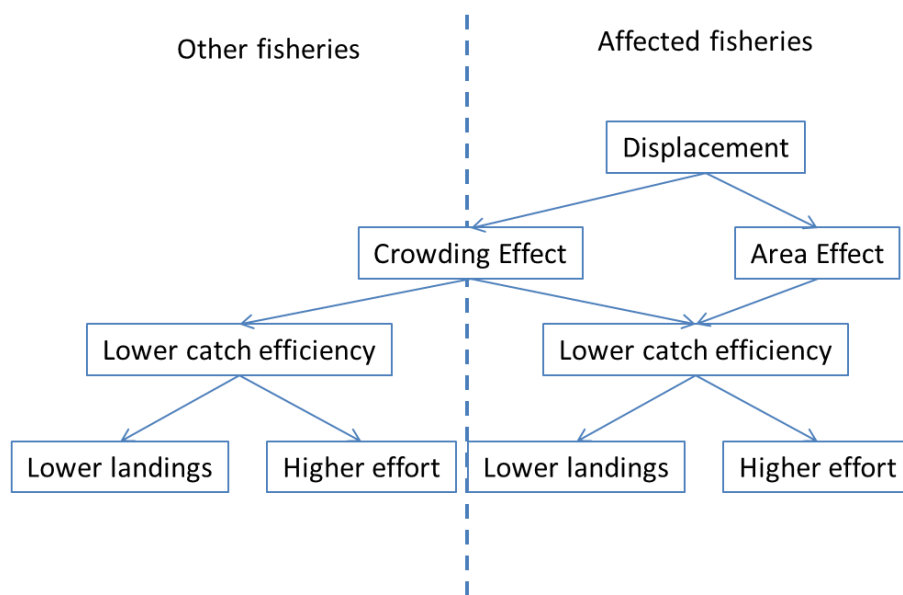 Other fisheries
Affected fisheries
Displacement
Crowding Effect
Area Effect
Lower catch efficiency
Lower catch efficiency
Lower landings
Higher effort
Lower landings
Higher effort